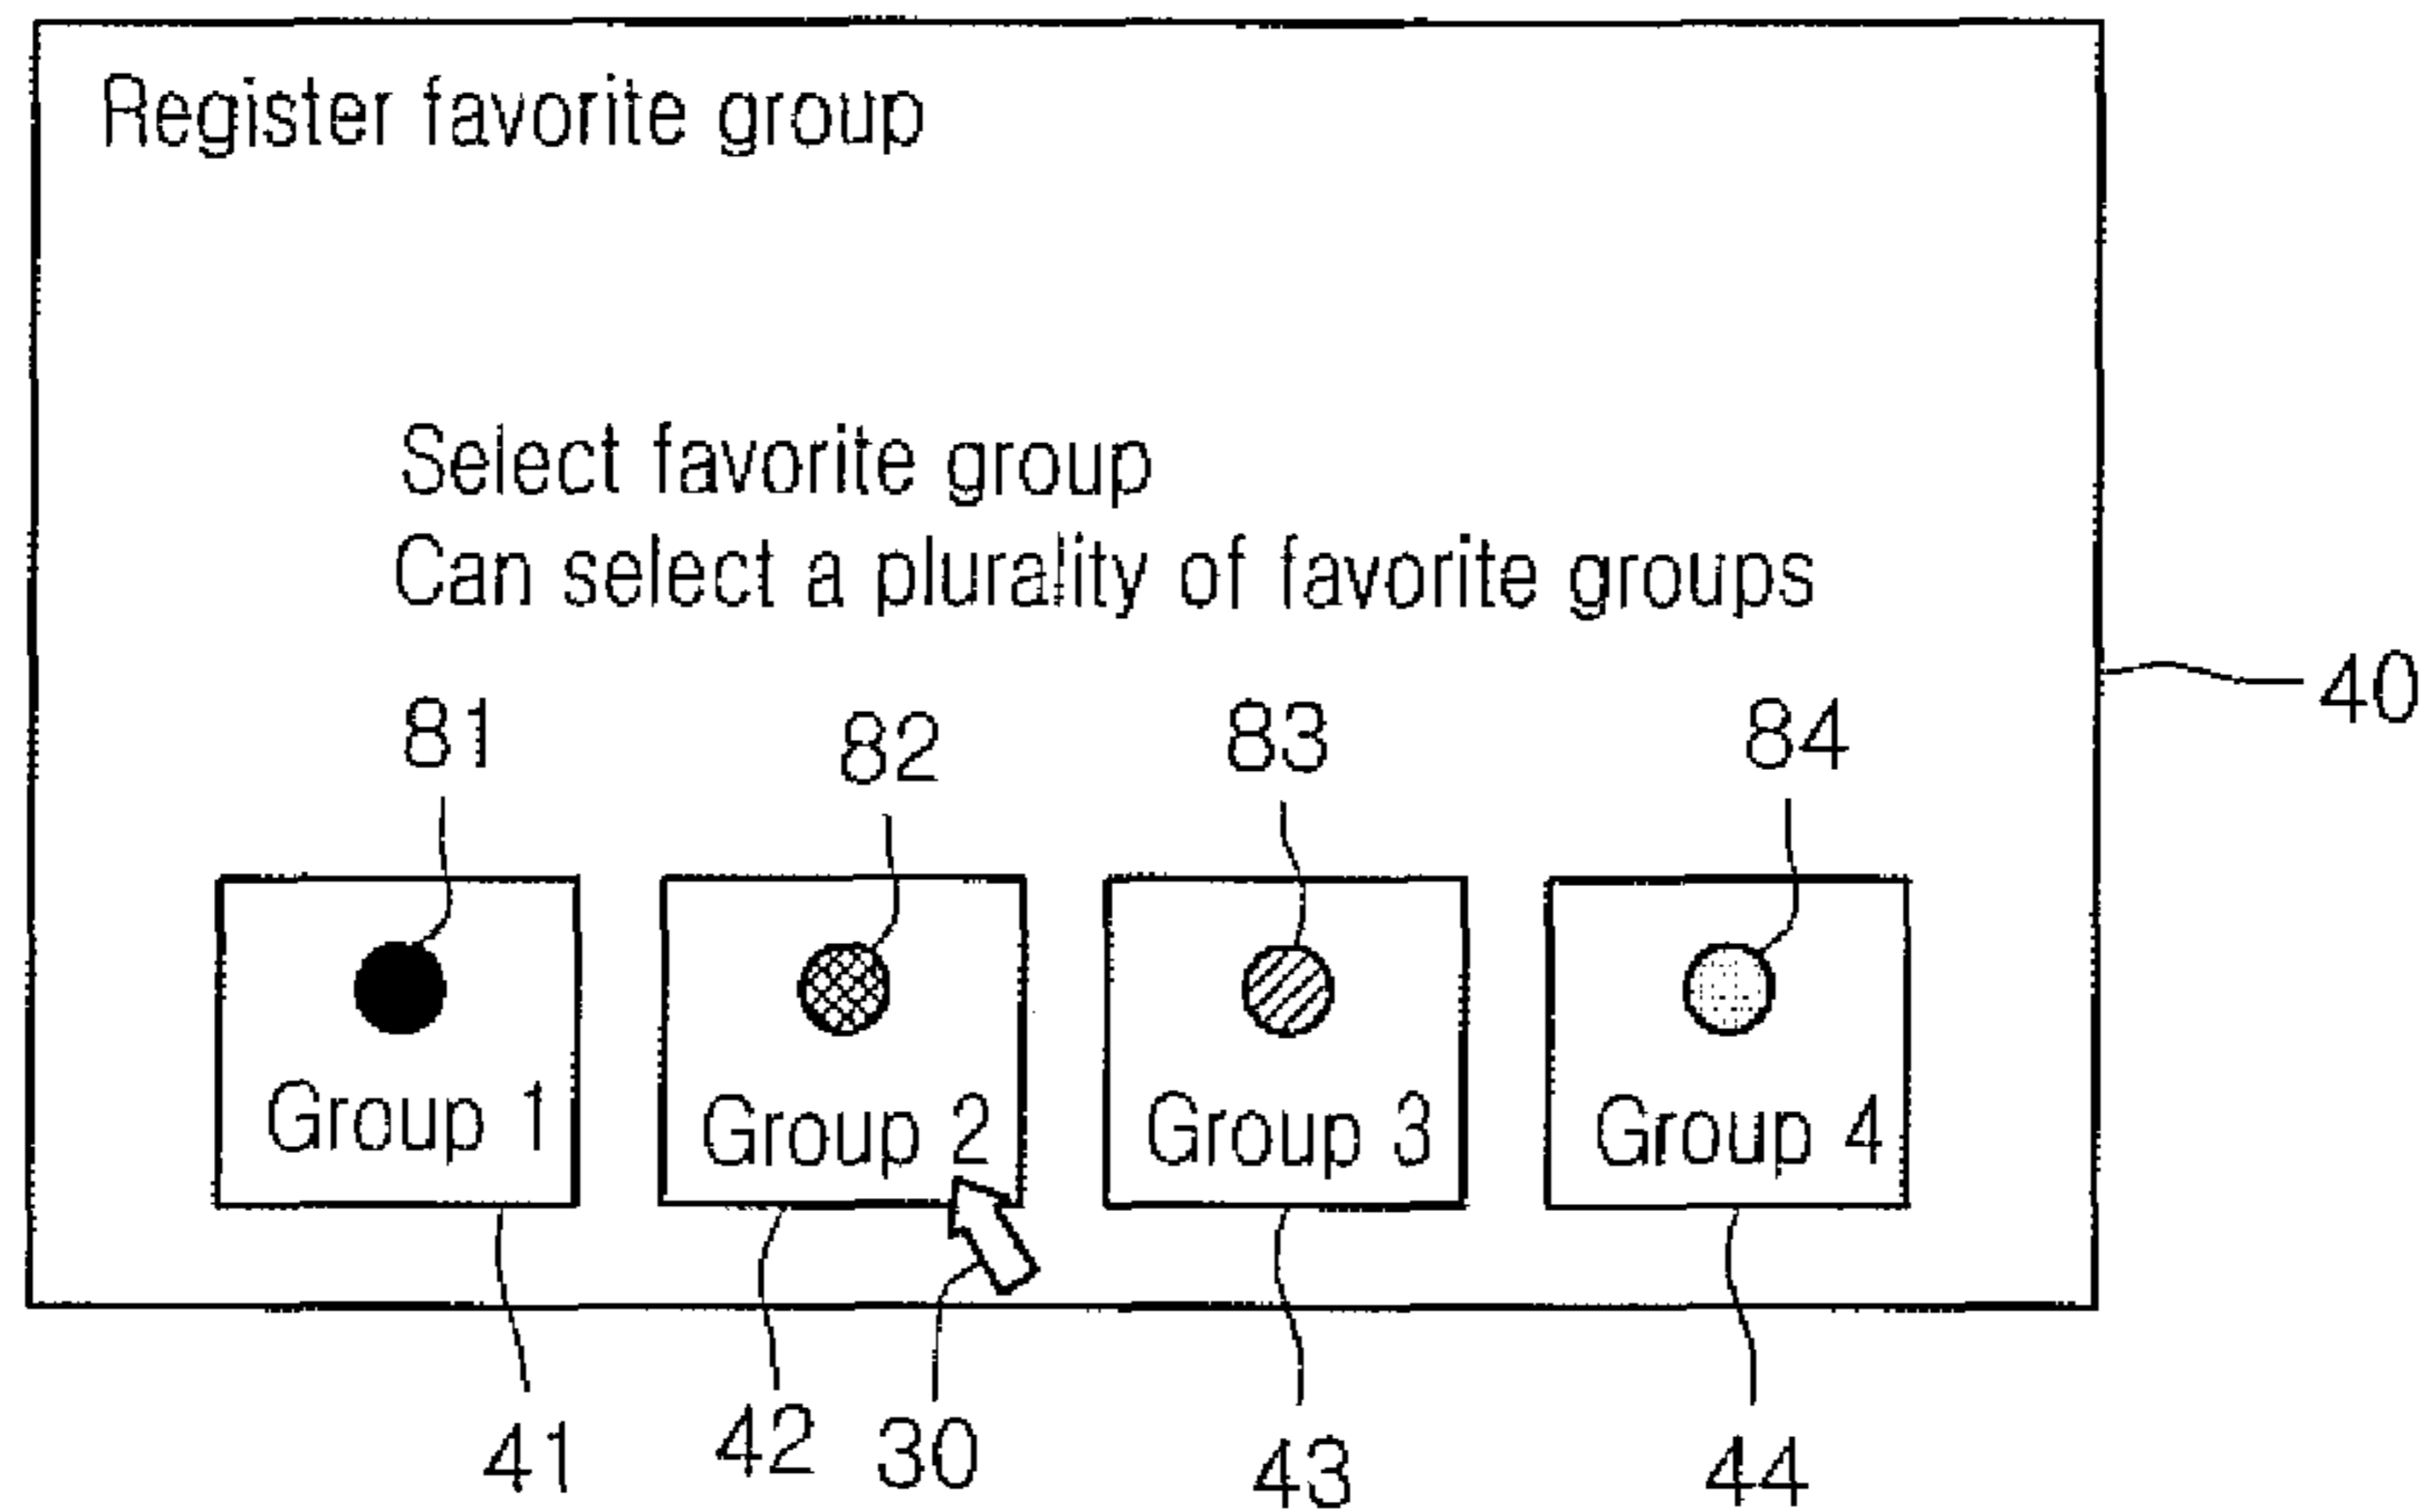 Register favorite group
Select favorite group
Can select a plurality of favorite groups
40
81 82 83 84
Group 1 Group 2 Group 3 Group 4
41 42 30 43 44